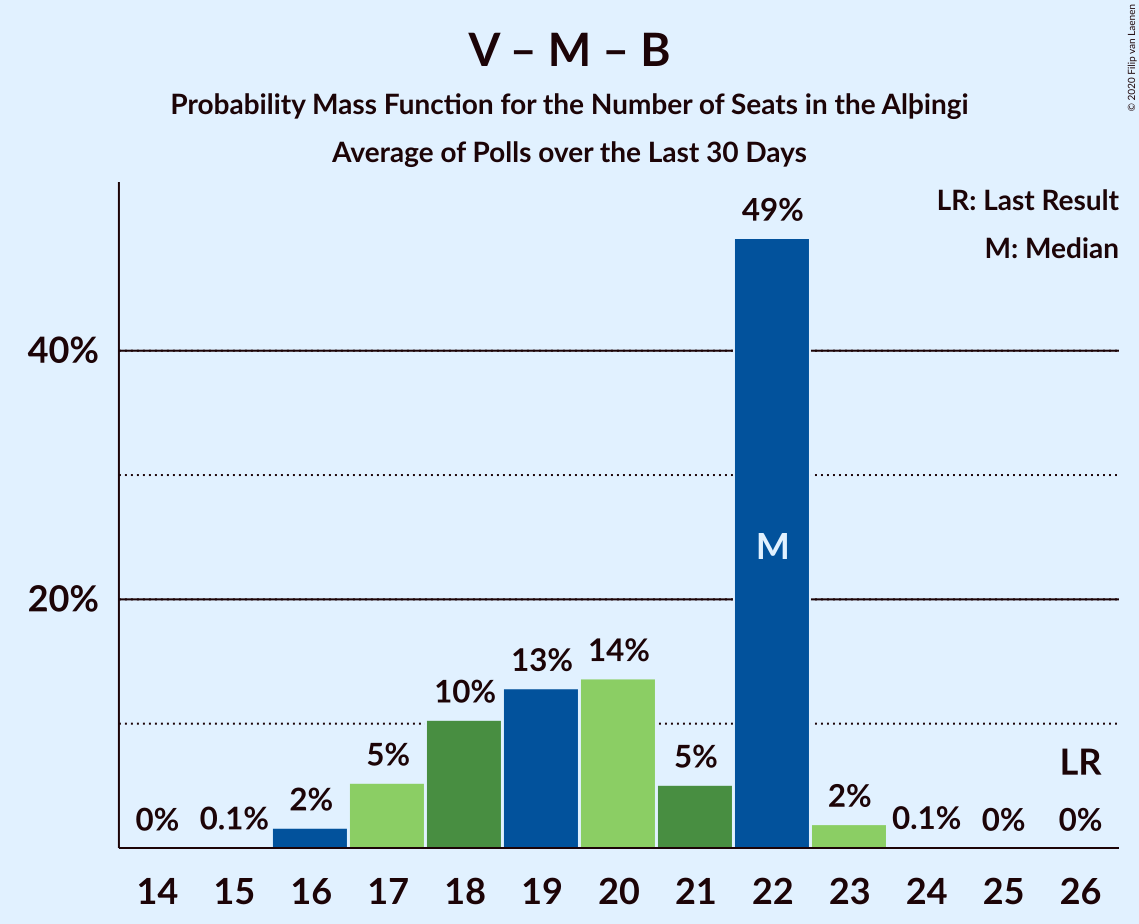 V – M – B
Probability Mass Function for the Number of Seats in the Alþingi
Average of Polls over the Last 30 Days
© 2020 Filip van Laenen
LR: Last Result
M: Median
49%
40%
M
20%
14%
13%
10%
5%
5%
LR
2%
2%
0%
0.1%
0.1%
0%
0%
14 15 16 17 18 19 20 21 22 23 24 25 26